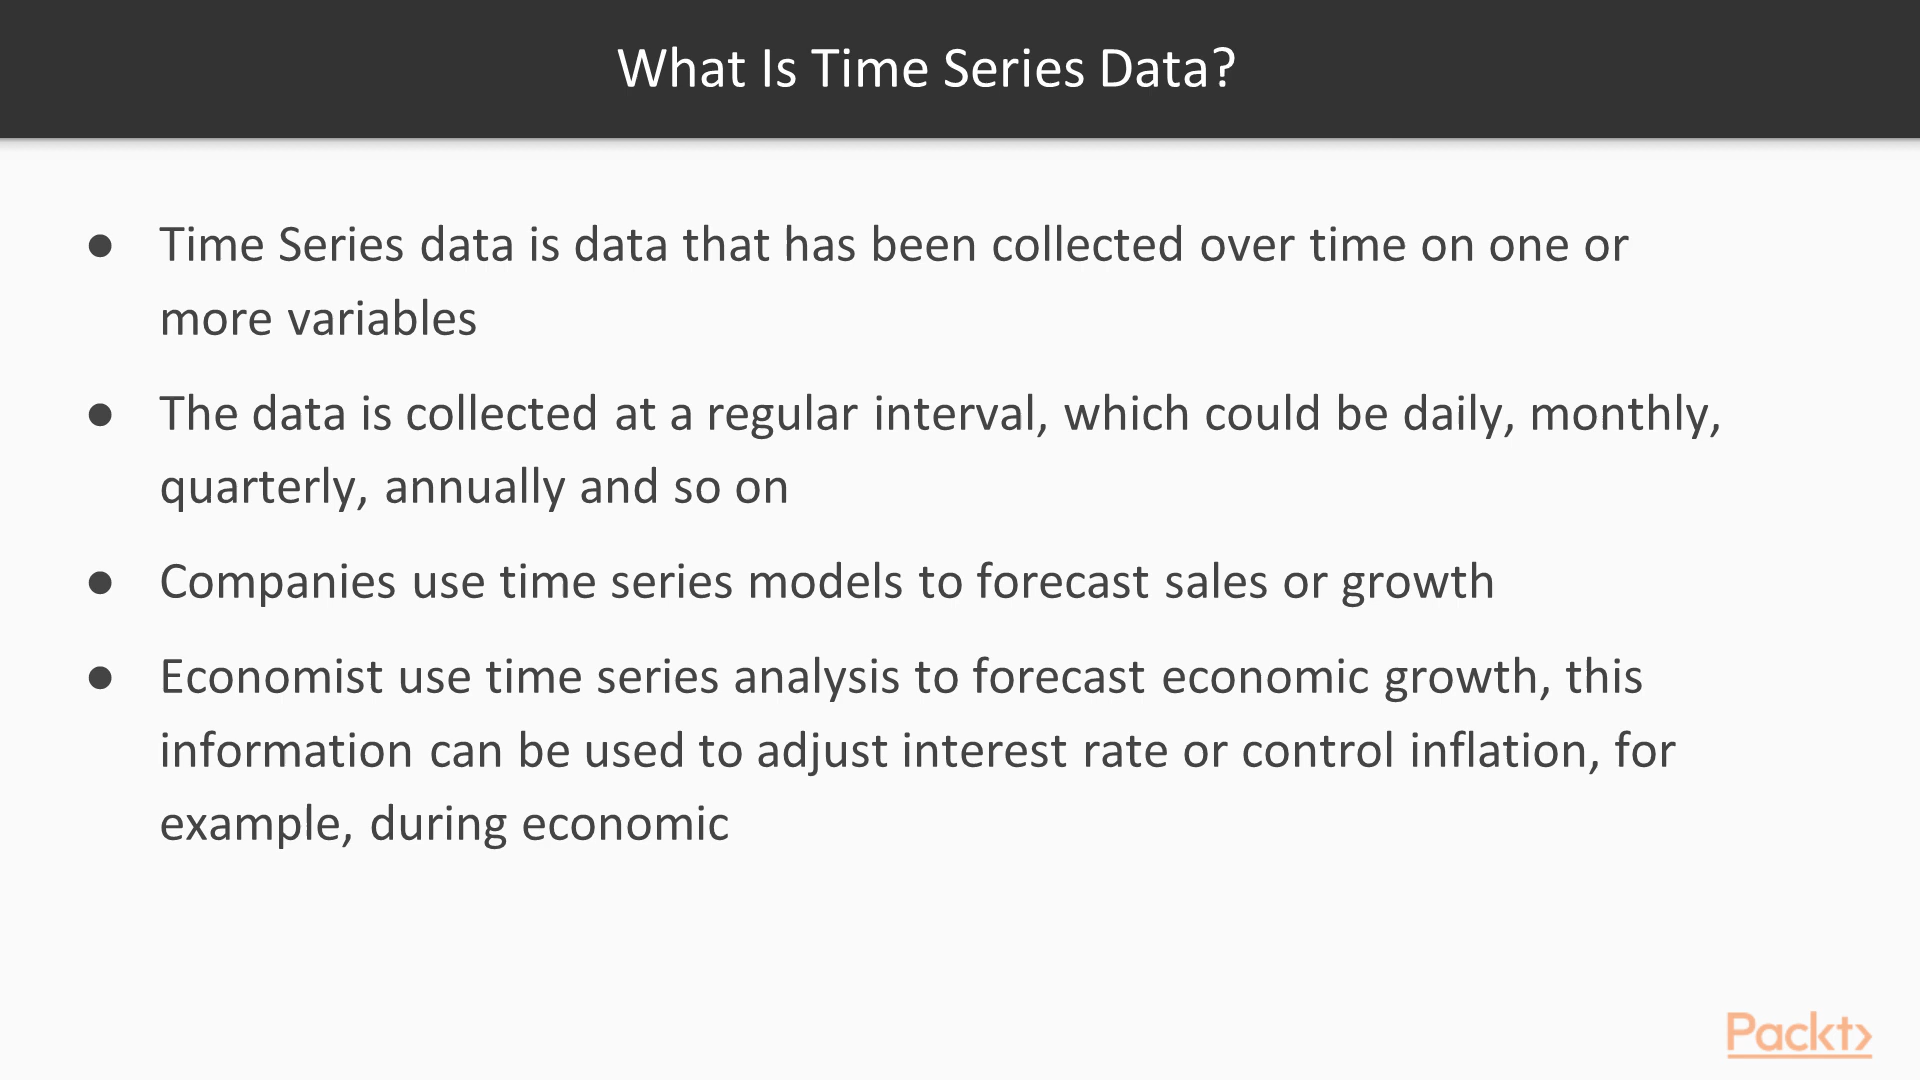 What Is Time Series Data?
● Time Series data is data that has been collected over time on one or
more variables
● The data is collected at a regular interval, which could be daily, monthly,
quarterly, annually and so on
● Companies use time series models to forecast sales or growth
● Economist use time series analysis to forecast economic growth, this
information can be used to adjust interest rate or control inflation, for
example, during economic
Packt>